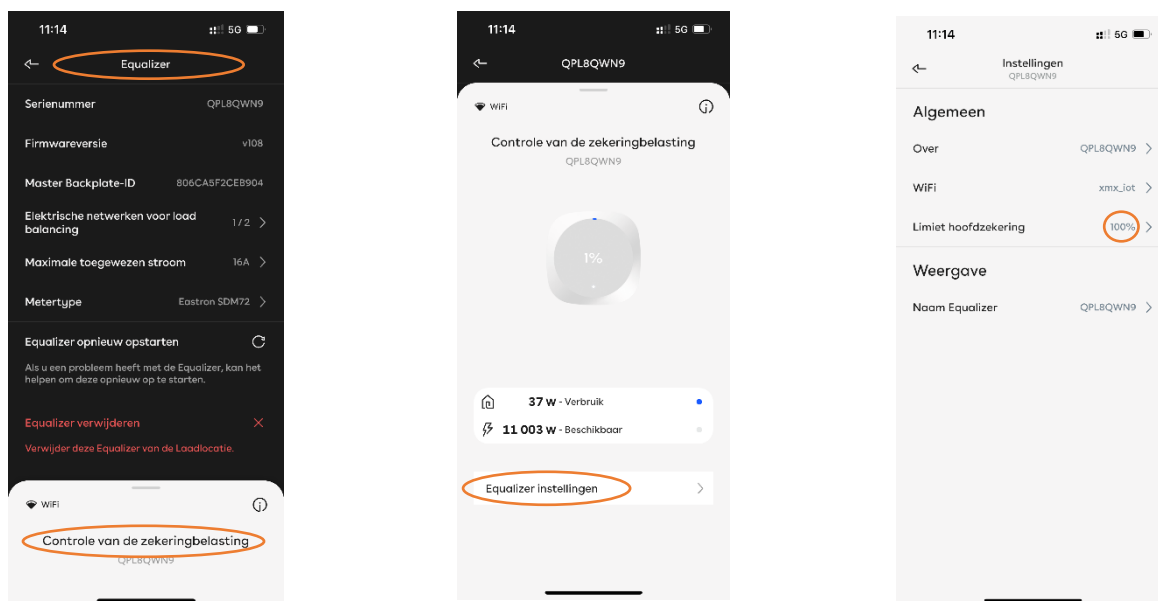 11:14
5G
Equalizer
Serienummer QPL8QWN9
Firmwareversie v108
Master Backplate-ID 806CA5F2CEB904
Elektrische netwerken voor load
balancing 1/2
Maximale toegewezen stroom 16A
Metertype Eastron SDM72
Equalizer opnieuw opstarten
Als u een probleem heeft met de Equalizer, kan het
helpen om deze opnieuw op te starten.
Equalizer verwijderen
Verwijder deze Equalizer van de Laadlocatie.
WiFi
Controle van de zekeringbelasting
QPL8QWN9
11:14
5G
QPL8QWN9
WiFi
Controle van de zekeringbelasting
QPL8QWN9
1%
37 w - Verbruik
11 003 w - Beschikbaar
Equalizer instellingen
11:14
5G
Instellingen
QPL8QWN9
Algemeen
Over QPL8QWN9
WiFi xmx_iot
Limiet hoofdzekering 100%
Weergave
Naam Equalizer QPL8QWN9